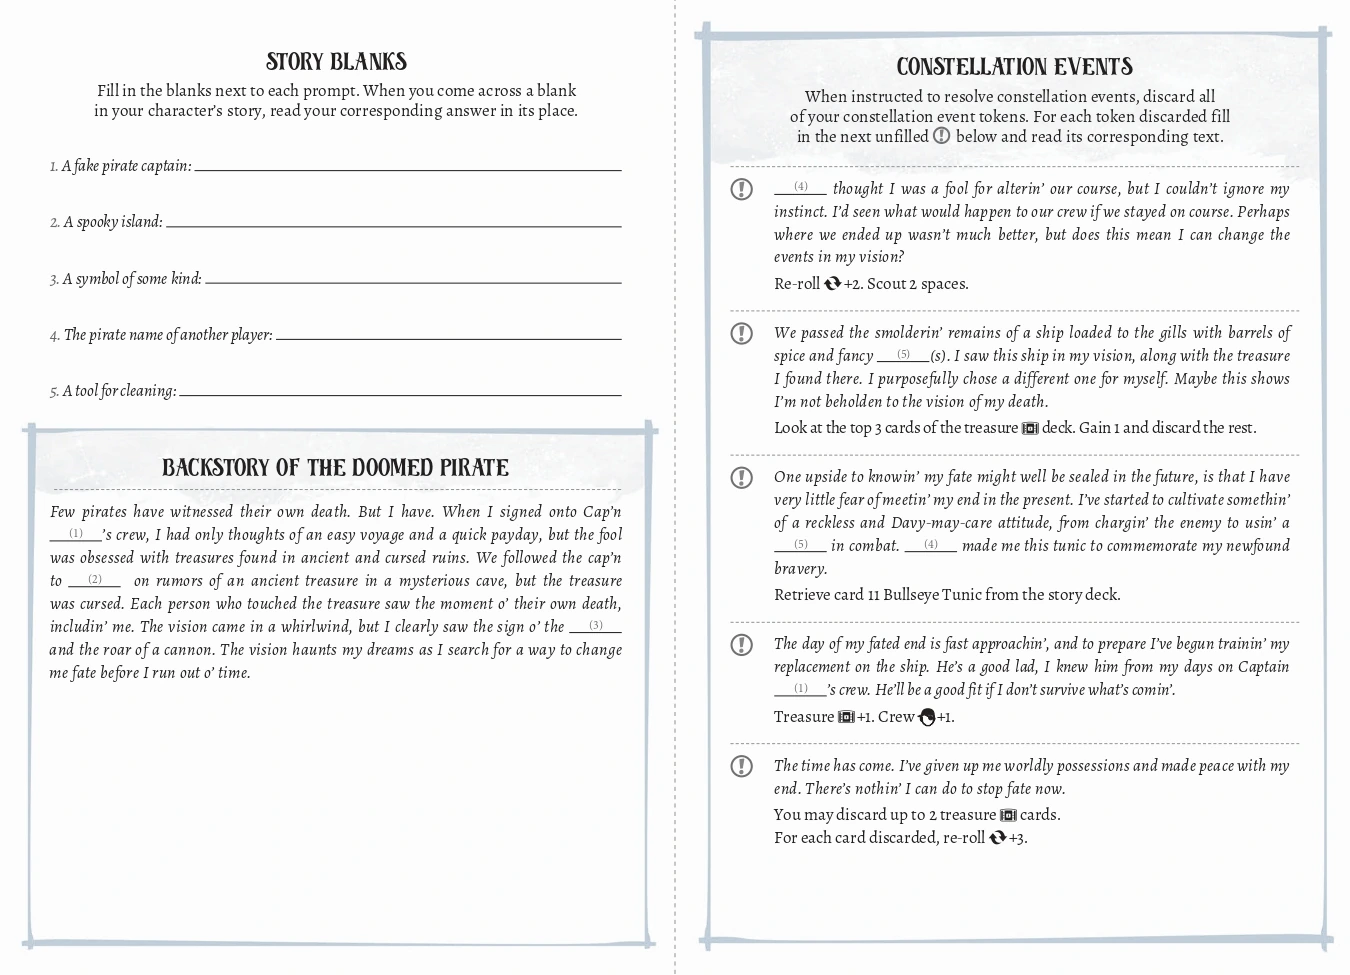 STORY BLANKS
Fill in the blanks next to each prompt. When you come across a blank
in your character's story, read your corresponding answer in its place.
1. A fake pirate captain:
2. A spooky island:
3. A symbol of some kind:
4. The pirate name of another player:
5. A tool for cleaning:
BACKSTORY OF THE DOOMED PIRATE
Few pirates have witnessed their own death. But I have. When I signed onto Cap'n
(1) 's crew, I had only thoughts of an easy voyage and a quick payday, but the fool
was obsessed with treasures found in ancient and cursed ruins. We followed the cap'n
to (2) on rumors of an ancient treasure in a mysterious cave, but the treasure
was cursed. Each person who touched the treasure saw the moment o' their own death,
includin' me. The vision came in a whirlwind, but I clearly saw the sign o' the (3)
and the roar of a cannon. The vision haunts my dreams as I search for a way to change
me fate before I run out o' time.
CONSTELLATION EVENTS
When instructed to resolve constellation events, discard all
of your constellation event tokens. For each token discarded fill
in the next unfilled ! below and read its corresponding text.
! (4) thought I was a fool for alterin' our course, but I couldn't ignore my
instinct. I'd seen what would happen to our crew if we stayed on course. Perhaps
where we ended up wasn't much better, but does this mean I can change the
events in my vision?
Re-roll +2. Scout 2 spaces.
! We passed the smolderin' remains of a ship loaded to the gills with barrels of
spice and fancy (5) (s). I saw this ship in my vision, along with the treasure
I found there. I purposefully chose a different one for myself. Maybe this shows
I'm not beholden to the vision of my death.
Look at the top 3 cards of the treasure deck. Gain 1 and discard the rest.
! One upside to knowin' my fate might well be sealed in the future, is that I have
very little fear of meetin' my end in the present. I've started to cultivate somethin'
of a reckless and Davy-may-care attitude, from chargin' the enemy to usin' a
(5) in combat. (4) made me this tunic to commemorate my newfound
bravery.
Retrieve card 11 Bullseye Tunic from the story deck.
! The day of my fated end is fast approachin', and to prepare I've begun trainin' my
replacement on the ship. He's a good lad, I knew him from my days on Captain
(1) 's crew. He'll be a good fit if I don't survive what's comin'.
Treasure +1. Crew +1.
! The time has come. I've given up me worldly possessions and made peace with my
end. There's nothin' I can do to stop fate now.
You may discard up to 2 treasure cards.
For each card discarded, re-roll +3.